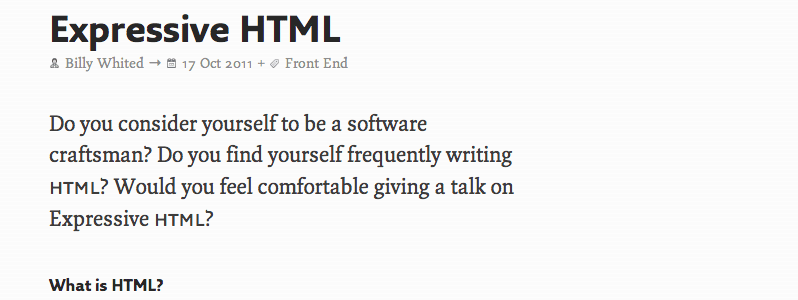 Expressive HTML
Billy Whited → 17 Oct 2011 + Front End
Do you consider yourself to be a software
craftsman? Do you find yourself frequently writing
HTML? Would you feel comfortable giving a talk on
Expressive HTML?
What is HTML?